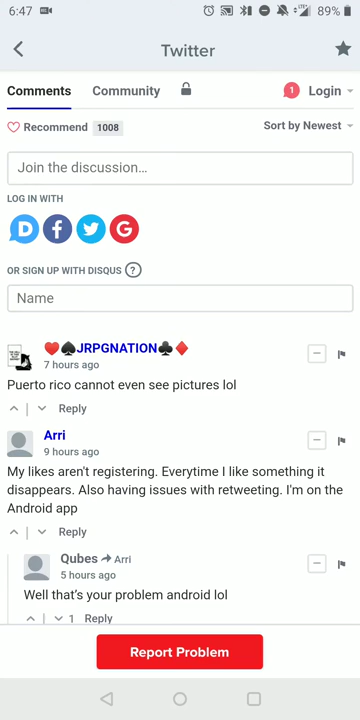 6:47
89%
Twitter
Comments Community 1 Login
Recommend 1008 Sort by Newest
Join the discussion...
LOG IN WITH
D f G
OR SIGN UP WITH DISQUS ?
Name
♥️♠️JRPGNATION♣️♦️
7 hours ago
Puerto rico cannot even see pictures lol
Reply
Arri
9 hours ago
My likes aren't registering. Everytime I like something it
disappears. Also having issues with retweeting. I'm on the
Android app
Reply
Qubes Arri
5 hours ago
Well that's your problem android lol
1 Reply
Report Problem